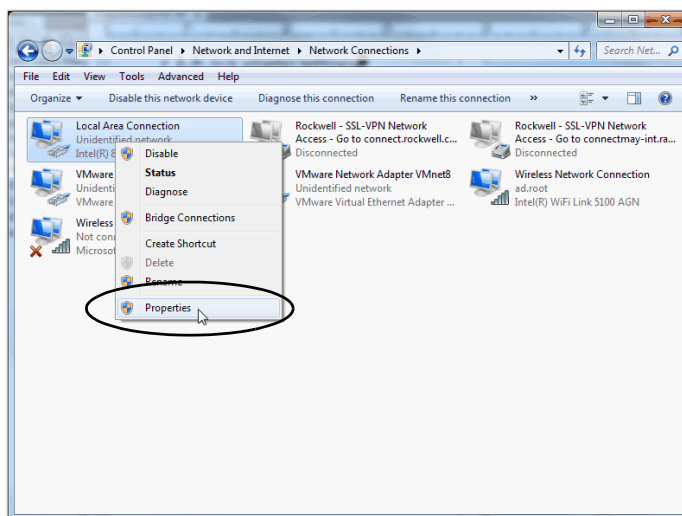 Control Panel Network and Internet Network Connections Search Net...
File Edit View Tools Advanced Help
Organize Disable this network device Diagnose this connection Rename this connection »
Local Area Connection
Unidentified network
Intel(R) 8
VMware
Unidenti
VMware
Wireless
Not conn
Microsof
Disable
Status
Diagnose
Bridge Connections
Create Shortcut
Delete
Rename
Properties
Rockwell - SSL-VPN Network
Access - Go to connect.rockwell.c...
Disconnected
VMware Network Adapter VMnet8
Unidentified network
VMware Virtual Ethernet Adapter ...
Rockwell - SSL-VPN Network
Access - Go to connectmay-int.ra...
Disconnected
Wireless Network Connection
ad.root
Intel(R) WiFi Link 5100 AGN